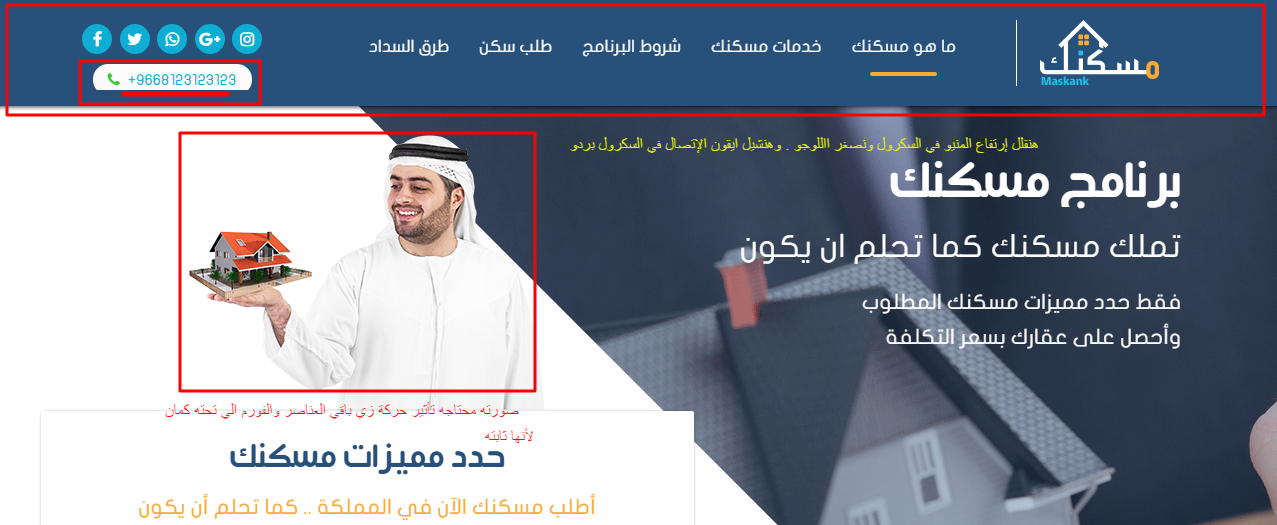 ما هو مسكنك
خدمات مسكنك
شروط البرنامج
طلب سكن
طرق السداد
مسكنك
Maskank
+9668123123123
هنقلل إرتفاع المنيو في السكرول ونصغر االلوجو . وهنشيل ايقون الإتصال في السكرول بردو
برنامج مسكنك
تملك مسكنك كما تحلم ان يكون
فقط حدد مميزات مسكنك المطلوب
وأحصل على عقارك بسعر التكلفة
صورته محتاجه تأثير حركة زي باقي العناصر والفورم الي تحته كمان
لأنها ثابته
حدد مميزات مسكنك
أطلب مسكنك الآن في المملكة .. كما تحلم أن يكون